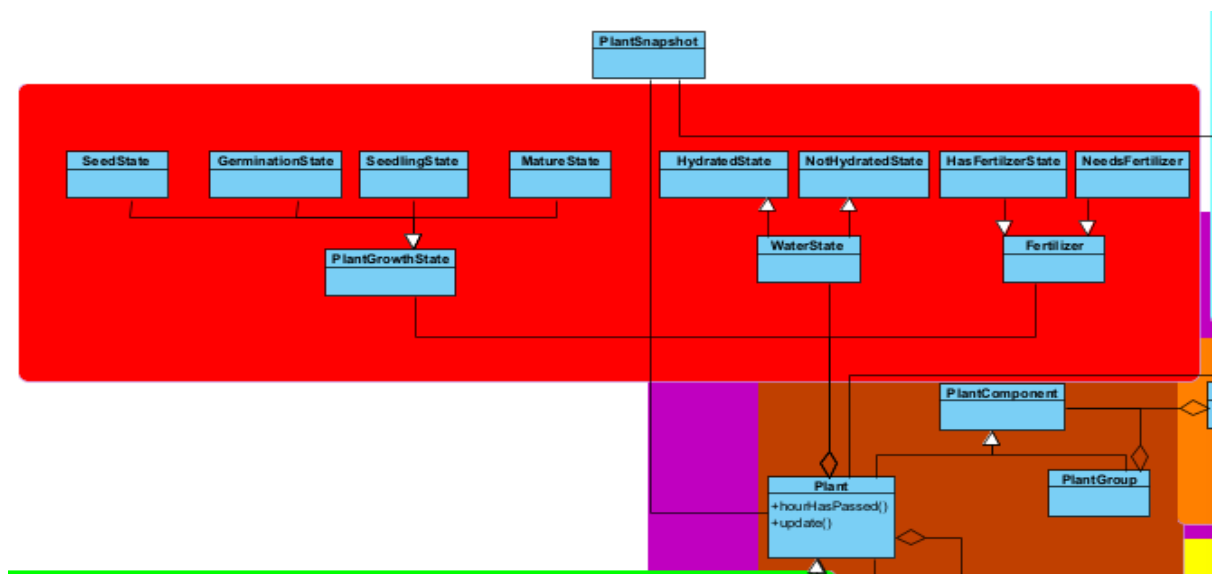 PlantSnapshot
SeedState
GerminationState
SeedlingState
MatureState
HydratedState
NotHydratedState
HasFertilzerState
NeedsFertilizer
PlantGrowthState
WaterState
Fertilizer
PlantComponent
PlantGroup
Plant
+hourHasPassed()
+update()